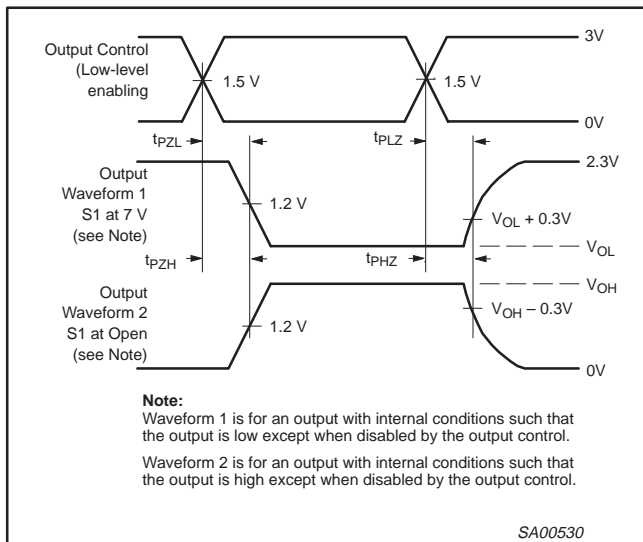 3V
Output Control
(Low-level
enabling
1.5 V
1.5 V
0V
tPZL
tPLZ
2.3V
Output
Waveform 1
S1 at 7 V
(see Note)
1.2 V
VOL + 0.3V
VOL
tPZH
tPHZ
VOH
Output
Waveform 2
S1 at Open
(see Note)
1.2 V
VOH – 0.3V
0V
Note:
Waveform 1 is for an output with internal conditions such that
the output is low except when disabled by the output control.
Waveform 2 is for an output with internal conditions such that
the output is high except when disabled by the output control.
SA00530